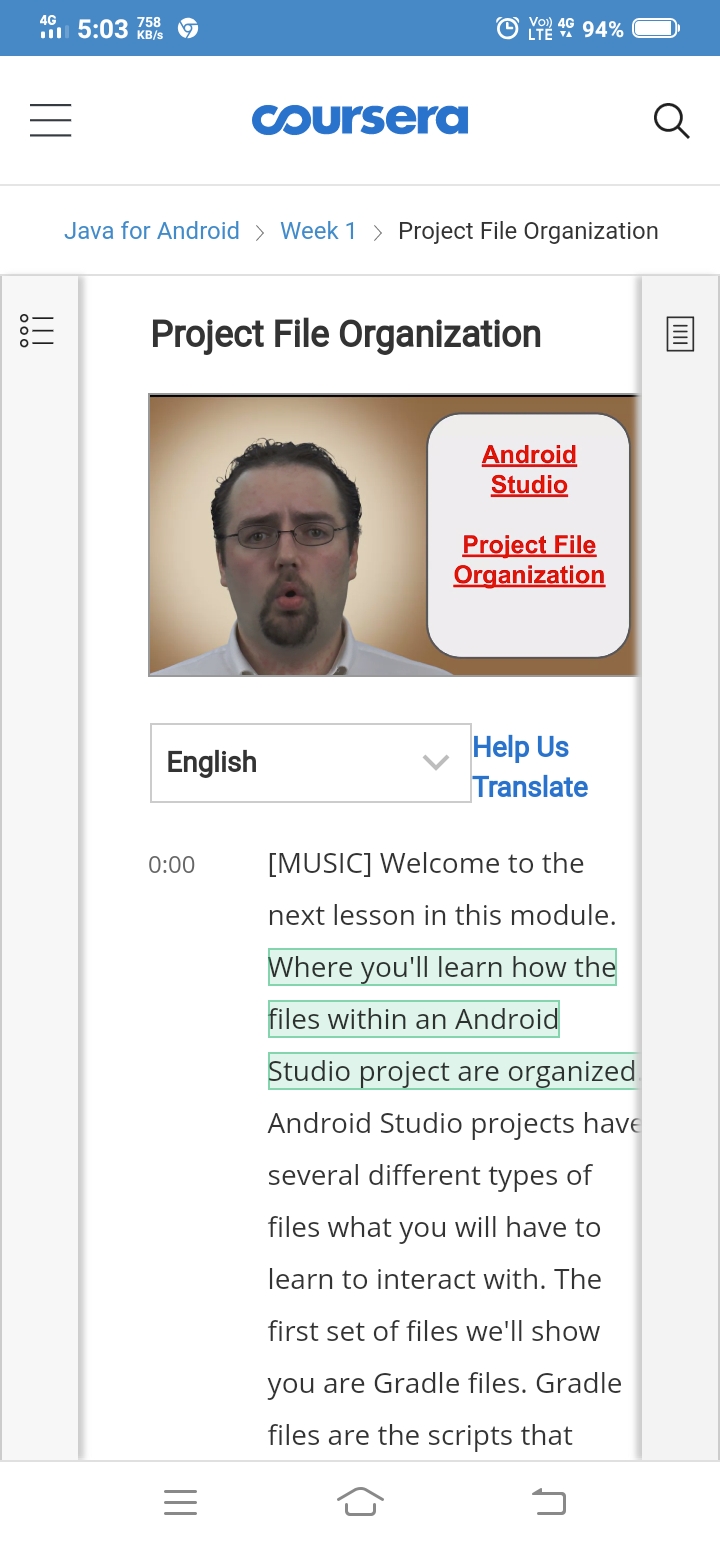 4G 5:03 758 KB/s Vo)) LTE 4G 94%
coursera
Java for Android > Week 1 > Project File Organization
Project File Organization
Android
Studio
Project File
Organization
English
Help Us
Translate
0:00 [MUSIC] Welcome to the
next lesson in this module.
Where you'll learn how the
files within an Android
Studio project are organized.
Android Studio projects have
several different types of
files what you will have to
learn to interact with. The
first set of files we'll show
you are Gradle files. Gradle
files are the scripts that